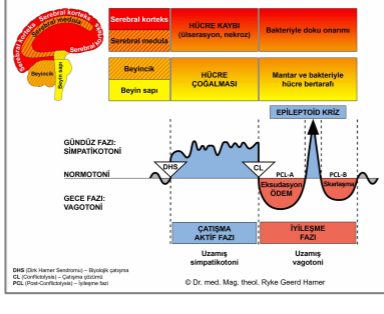 Serebral korteks
Serebral medula
Serebral korteks
Beyincik
Beyin sapı
Serebral korteks
HÜCRE KAYBI
(ülserasyon, nekroz)
Bakteriyle doku onarımı
Serebral medula
Beyincik
HÜCRE
ÇOĞALMASI
Mantar ve bakteriyle
hücre bertarafı
Beyin sapı
EPİLEPTOİD KRİZ
GÜNDÜZ FAZI:
SİMPATİKOTONİ
DHS
CL
NORMOTONİ
PCL-A
PCL-B
Eksudasyon
ÖDEM
Skarlaşma
GECE FAZI:
VAGOTONİ
ÇATIŞMA
AKTİF FAZI
İYİLEŞME
FAZI
Uzamış
simpatikotoni
Uzamış
vagotoni
DHS (Dirk Hamer Sendromu) – Biyolojik çatışma
CL (Conflictolysis) – Çatışma çözümü
PCL (Post-Conflictolysis) – İyileşme fazı
© Dr. med. Mag. theol. Ryke Geerd Hamer